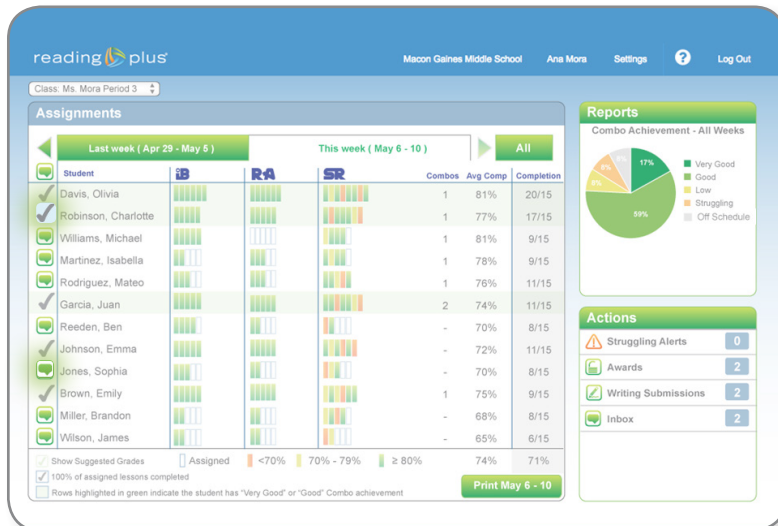 reading plus®
Macon Gaines Middle School Ana Mora Settings ? Log Out
Class: Ms. Mora Period 3
Assignments
Last week ( Apr 29 - May 5 ) This week ( May 6 - 10 ) All
Student iB R·A SR Combos Avg Comp Completion
Davis, Olivia 1 81% 20/15
Robinson, Charlotte 1 77% 17/15
Williams, Michael 1 81% 9/15
Martinez, Isabella 1 78% 9/15
Rodriguez, Mateo 1 76% 11/15
Garcia, Juan 2 74% 11/15
Reeden, Ben - 70% 8/15
Johnson, Emma - 72% 11/15
Jones, Sophia - 70% 8/15
Brown, Emily 1 75% 9/15
Miller, Brandon - 68% 8/15
Wilson, James - 65% 6/15
Show Suggested Grades Assigned <70% 70% - 79% ≥ 80% 74% 71%
100% of assigned lessons completed
Rows highlighted in green indicate the student has "Very Good" or "Good" Combo achievement
Print May 6 - 10
Reports
Combo Achievement - All Weeks
17%
59%
Very Good
Good
Low
Struggling
Off Schedule
Actions
Struggling Alerts 0
Awards 2
Writing Submissions 2
Inbox 2